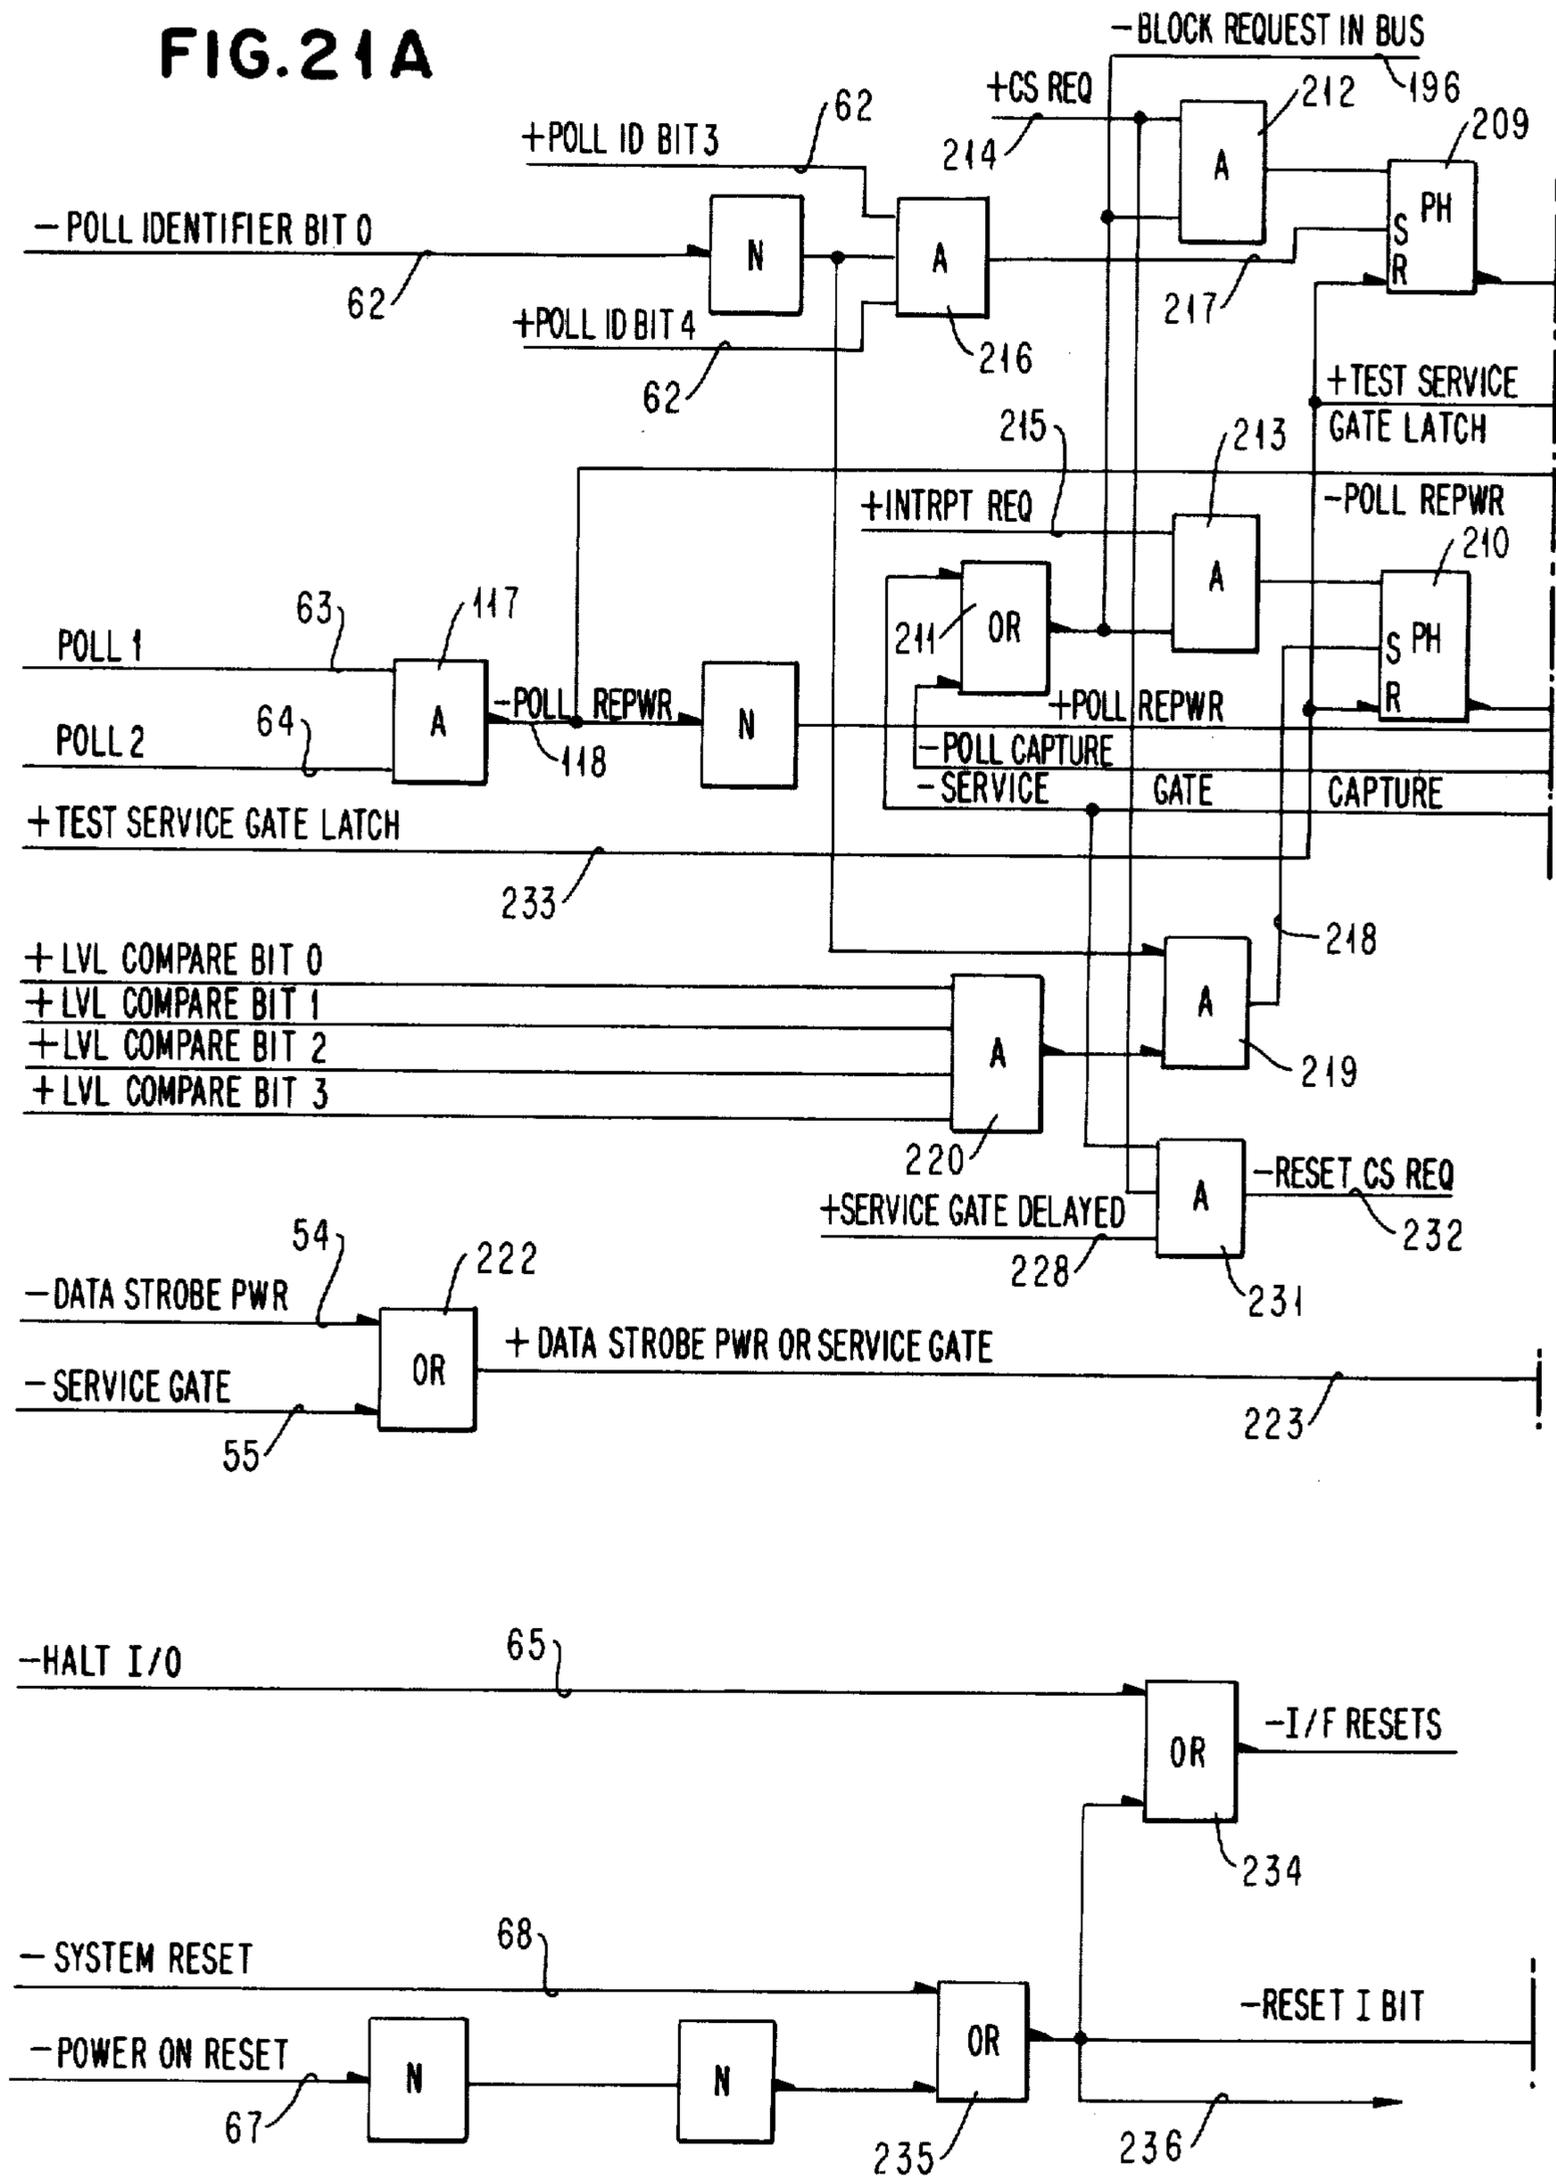 FIG.21A
-BLOCK REQUEST IN BUS
196
+CS REQ
214
212
209
A
PH
S
R
+POLL ID BIT 3
62
-POLL IDENTIFIER BIT 0
62
N
A
216
217
+POLL ID BIT 4
62
+TEST SERVICE
GATE LATCH
215
213
+INTRPT REQ
-POLL REPWR
210
A
PH
S
R
211
OR
POLL 1
63
117
POLL 2
64
A
-POLL REPWR
118
N
+POLL REPWR
-POLL CAPTURE
-SERVICE GATE CAPTURE
+TEST SERVICE GATE LATCH
233
218
+LVL COMPARE BIT 0
+LVL COMPARE BIT 1
+LVL COMPARE BIT 2
+LVL COMPARE BIT 3
A
220
A
219
+SERVICE GATE DELAYED
228
A
231
-RESET CS REQ
232
-DATA STROBE PWR
54
222
-SERVICE GATE
55
OR
+DATA STROBE PWR OR SERVICE GATE
223
-HALT I/O
65
OR
-I/F RESETS
234
-SYSTEM RESET
68
-POWER ON RESET
67
N
N
OR
235
-RESET I BIT
236